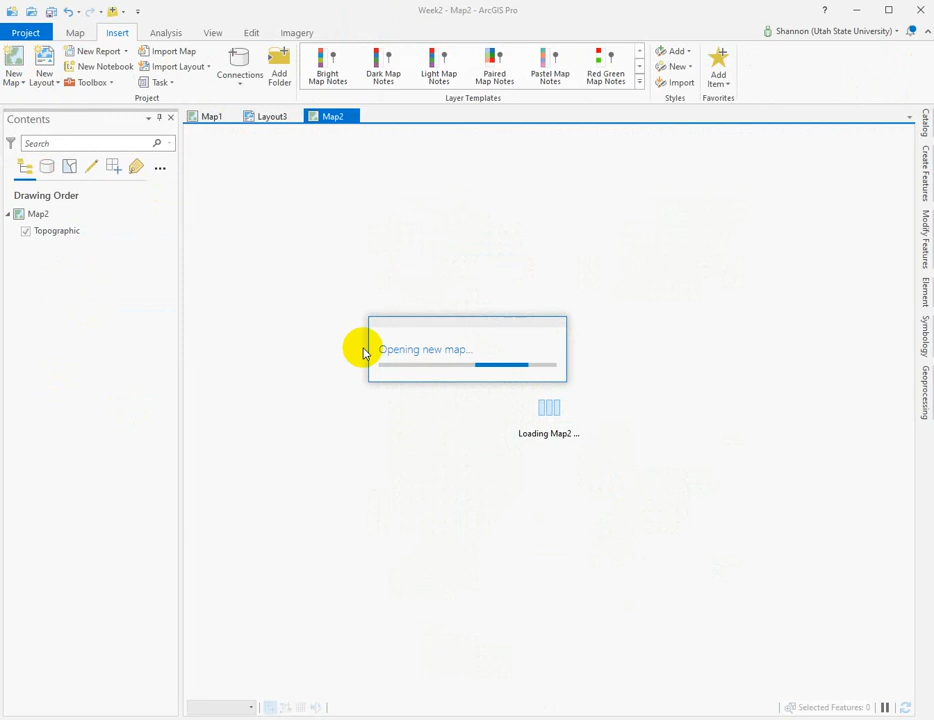 Week2 - Map2 - ArcGIS Pro
?
Project Map Insert Analysis View Edit Imagery
Shannon (Utah State University)
New Map
New Layout
New Report
New Notebook
Toolbox
Import Map
Import Layout
Task
Project
Connections
Add Folder
Bright Map Notes
Dark Map Notes
Light Map Notes
Paired Map Notes
Pastel Map Notes
Red Green Map Notes
Layer Templates
Add
New
Import
Styles
Add Item
Favorites
Contents
Map1 Layout3 Map2
Search
Drawing Order
Map2
Topographic
Opening new map...
Loading Map2 ...
Catalog
Create Features
Modify Features
Element
Symbology
Geoprocessing
Selected Features: 0